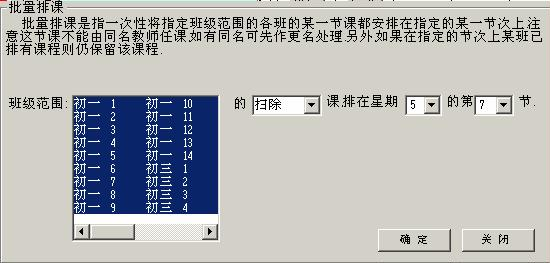 批量排课
批量排课是指一次性将指定班级范围的各班的某一节课都安排在指定的某一节次上.注
意这节课不能由同名教师任课.如有同名可先作更名处理.另外.如果在指定的节次上某班已
排有课程则仍保留该课程.
班级范围: 的 扫除 课.排在星期 5 的第 7 节.
初一 1 初一 10
初一 2 初一 11
初一 3 初一 12
初一 4 初一 13
初一 5 初一 14
初一 6 初三 1
初一 7 初三 2
初一 8 初三 3
初一 9 初三 4
确 定 关 闭